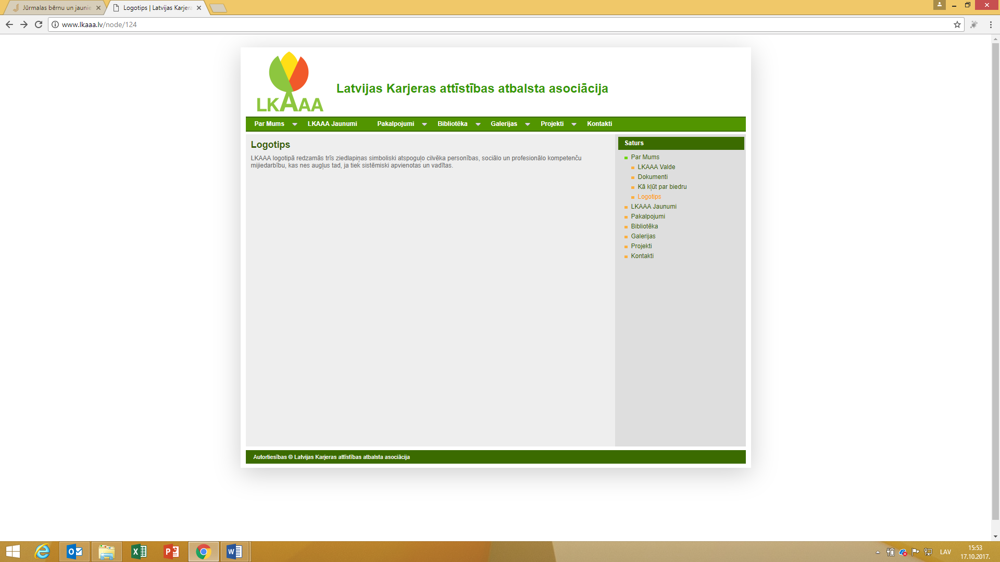 Jūrmalas bērnu un jaunie
Logotips | Latvijas Karjera
www.lkaaa.lv/node/124
LKAAA
Latvijas Karjeras attīstības atbalsta asociācija
Par Mums
LKAAA Jaunumi
Pakalpojumi
Bibliotēka
Galerijas
Projekti
Kontakti
Logotips
LKAAA logotipā redzamās trīs ziedlapiņas simboliski atspoguļo cilvēka personības, sociālo un profesionālo kompetenču
mijiedarbību, kas nes augļus tad, ja tiek sistēmiski apvienotas un vadītas.
Saturs
Par Mums
LKAAA Valde
Dokumenti
Kā kļūt par biedru
Logotips
LKAAA Jaunumi
Pakalpojumi
Bibliotēka
Galerijas
Projekti
Kontakti
Autortiesības © Latvijas Karjeras attīstības atbalsta asociācija
LAV
15:53
17.10.2017.